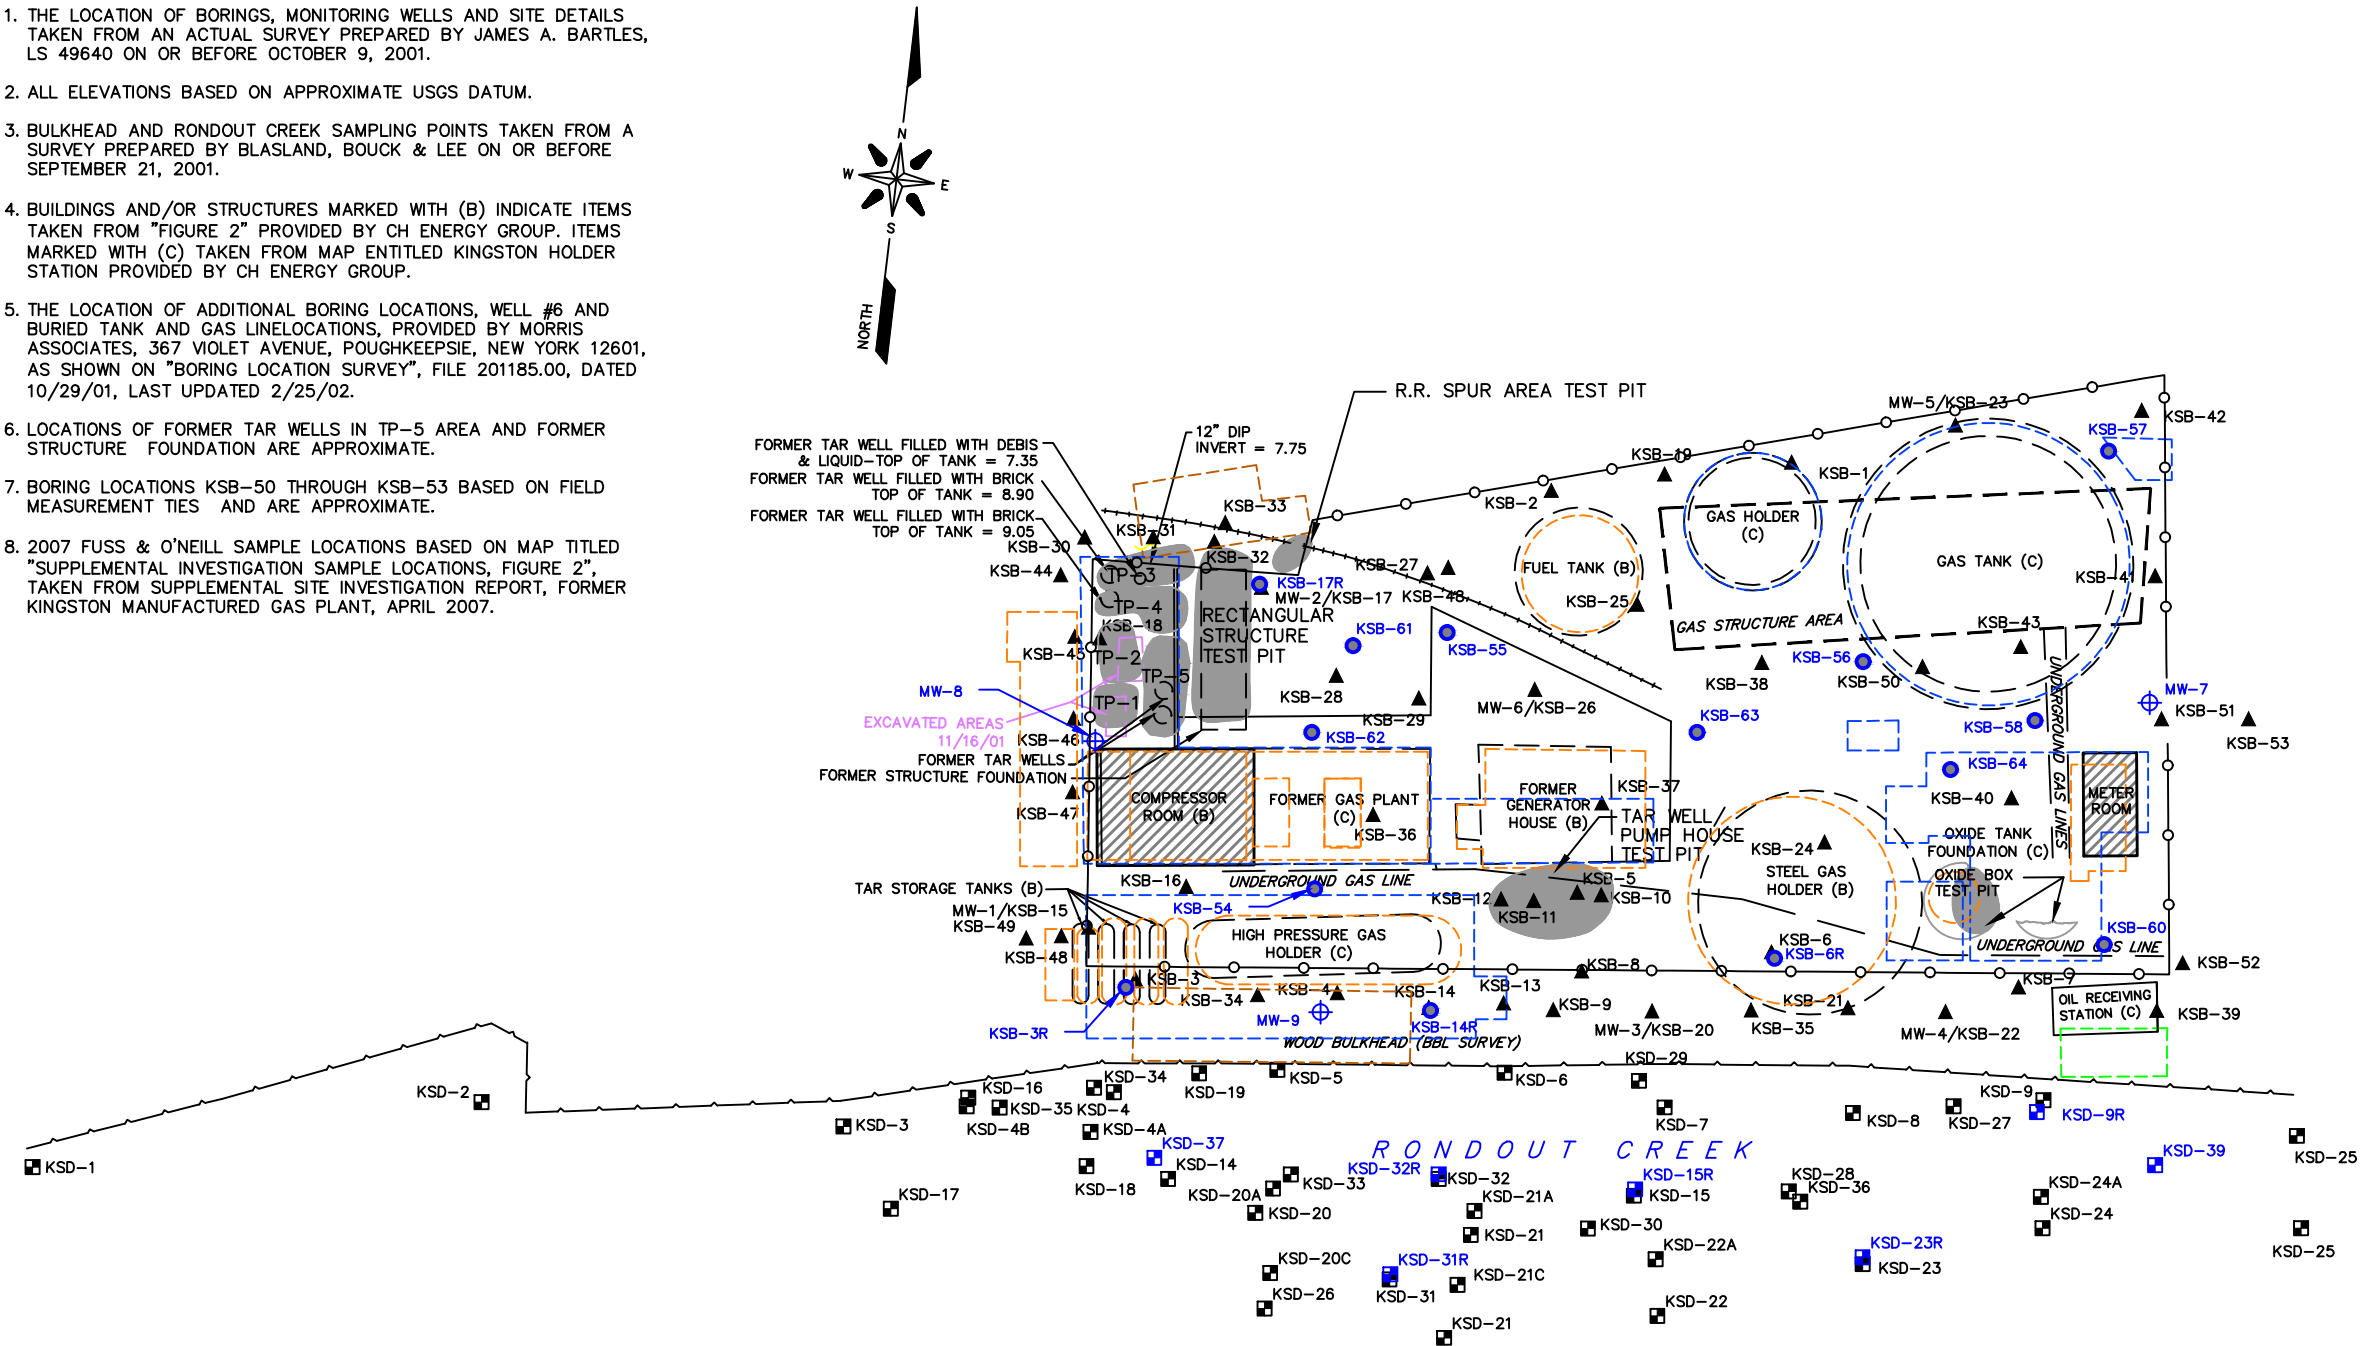 1. THE LOCATION OF BORINGS, MONITORING WELLS AND SITE DETAILS
TAKEN FROM AN ACTUAL SURVEY PREPARED BY JAMES A. BARTLES,
LS 49640 ON OR BEFORE OCTOBER 9, 2001.
2. ALL ELEVATIONS BASED ON APPROXIMATE USGS DATUM.
3. BULKHEAD AND RONDOUT CREEK SAMPLING POINTS TAKEN FROM A
SURVEY PREPARED BY BLASLAND, BOUCK & LEE ON OR BEFORE
SEPTEMBER 21, 2001.
4. BUILDINGS AND/OR STRUCTURES MARKED WITH (B) INDICATE ITEMS
TAKEN FROM "FIGURE 2" PROVIDED BY CH ENERGY GROUP. ITEMS
MARKED WITH (C) TAKEN FROM MAP ENTITLED KINGSTON HOLDER
STATION PROVIDED BY CH ENERGY GROUP.
5. THE LOCATION OF ADDITIONAL BORING LOCATIONS, WELL #6 AND
BURIED TANK AND GAS LINELOCATIONS, PROVIDED BY MORRIS
ASSOCIATES, 367 VIOLET AVENUE, POUGHKEEPSIE, NEW YORK 12601,
AS SHOWN ON "BORING LOCATION SURVEY", FILE 201185.00, DATED
10/29/01, LAST UPDATED 2/25/02.
6. LOCATIONS OF FORMER TAR WELLS IN TP-5 AREA AND FORMER
STRUCTURE FOUNDATION ARE APPROXIMATE.
7. BORING LOCATIONS KSB-50 THROUGH KSB-53 BASED ON FIELD
MEASUREMENT TIES AND ARE APPROXIMATE.
8. 2007 FUSS & O'NEILL SAMPLE LOCATIONS BASED ON MAP TITLED
"SUPPLEMENTAL INVESTIGATION SAMPLE LOCATIONS, FIGURE 2",
TAKEN FROM SUPPLEMENTAL SITE INVESTIGATION REPORT, FORMER
KINGSTON MANUFACTURED GAS PLANT, APRIL 2007.
N
W
E
S
NORTH
R.R. SPUR AREA TEST PIT
12" DIP
INVERT = 7.75
FORMER TAR WELL FILLED WITH DEBIS
& LIQUID-TOP OF TANK = 7.35
FORMER TAR WELL FILLED WITH BRICK
TOP OF TANK = 8.90
FORMER TAR WELL FILLED WITH BRICK
TOP OF TANK = 9.05
MW-5/KSB-23
KSB-42
KSB-57
KSB-19
KSB-1
KSB-2
KSB-33
KSB-31
KSB-30
KSB-32
KSB-44
GAS HOLDER
(C)
GAS TANK (C)
FUEL TANK (B)
KSB-27
KSB-48
KSB-25
KSB-41
KSB-17R
MW-2/KSB-17
TP-3
TP-4
KSB-18
RECTANGULAR
STRUCTURE
TEST PIT
KSB-61
KSB-55
GAS STRUCTURE AREA
KSB-43
KSB-45
TP-2
TP-5
TP-1
KSB-56
KSB-50
KSB-38
MW-8
EXCAVATED AREAS
11/16/01
KSB-28
KSB-29
MW-6/KSB-26
KSB-63
KSB-58
MW-7
KSB-51
KSB-53
KSB-62
KSB-46
FORMER TAR WELLS
FORMER STRUCTURE FOUNDATION
UNDERGROUND GAS LINES
KSB-64
KSB-40
KSB-47
COMPRESSOR
ROOM (B)
FORMER GAS PLANT
(C)
KSB-36
FORMER
GENERATOR
HOUSE (B)
KSB-37
TAR WELL
PUMP HOUSE
TEST PIT
METER
ROOM
OXIDE TANK
FOUNDATION (C)
OXIDE BOX
TEST PIT
KSB-24
STEEL GAS
HOLDER (B)
TAR STORAGE TANKS (B)
KSB-16
UNDERGROUND GAS LINE
KSB-54
KSB-12
KSB-11
KSB-5
KSB-10
MW-1/KSB-15
KSB-49
KSB-48
HIGH PRESSURE GAS
HOLDER (C)
KSB-6
KSB-6R
KSB-60
UNDERGROUND GAS LINE
KSB-52
KSB-3
KSB-34
KSB-4
KSB-14
KSB-13
KSB-8
KSB-9
KSB-21
KSB-7
OIL RECEIVING
STATION (C)
KSB-39
KSB-3R
MW-9
KSB-14R
MW-3/KSB-20
KSB-35
MW-4/KSB-22
WOOD BULKHEAD (BBL SURVEY)
KSD-29
KSD-2
KSD-16
KSD-34
KSD-19
KSD-5
KSD-6
KSD-9
KSD-3
KSD-4B
KSD-35
KSD-4
KSD-4A
KSD-7
KSD-8
KSD-27
KSD-9R
KSD-1
KSD-37
KSD-14
KSD-18
RONDOUT CREEK
KSD-39
KSD-25
KSD-17
KSD-20A
KSD-33
KSD-20
KSD-32R
KSD-32
KSD-21A
KSD-21
KSD-15R
KSD-15
KSD-30
KSD-28
KSD-36
KSD-24A
KSD-24
KSD-25
KSD-20C
KSD-26
KSD-31R
KSD-31
KSD-21C
KSD-21
KSD-22A
KSD-22
KSD-23R
KSD-23